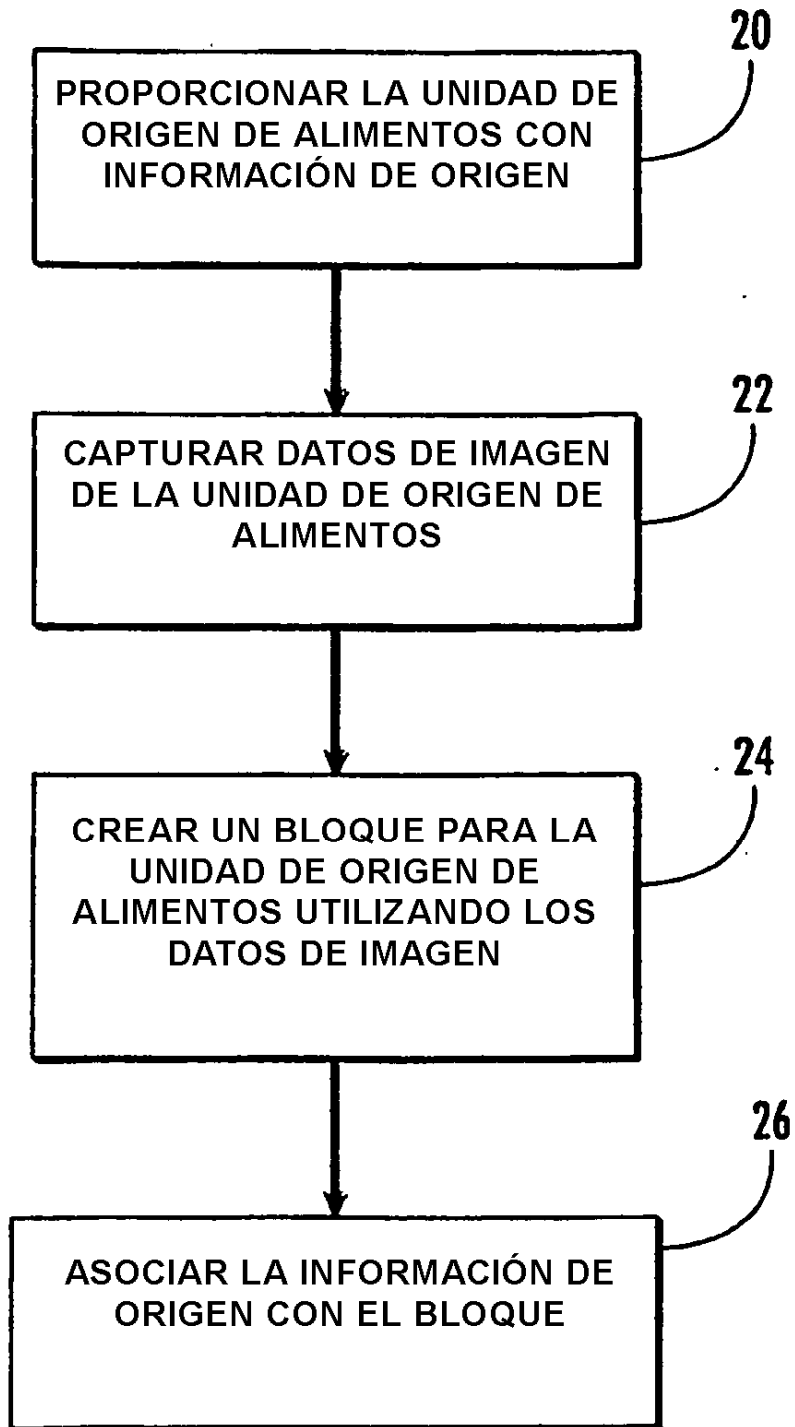 20
PROPORCIONAR LA UNIDAD DE
ORIGEN DE ALIMENTOS CON
INFORMACIÓN DE ORIGEN
22
CAPTURAR DATOS DE IMAGEN
DE LA UNIDAD DE ORIGEN DE
ALIMENTOS
24
CREAR UN BLOQUE PARA LA
UNIDAD DE ORIGEN DE
ALIMENTOS UTILIZANDO LOS
DATOS DE IMAGEN
26
ASOCIAR LA INFORMACIÓN DE
ORIGEN CON EL BLOQUE